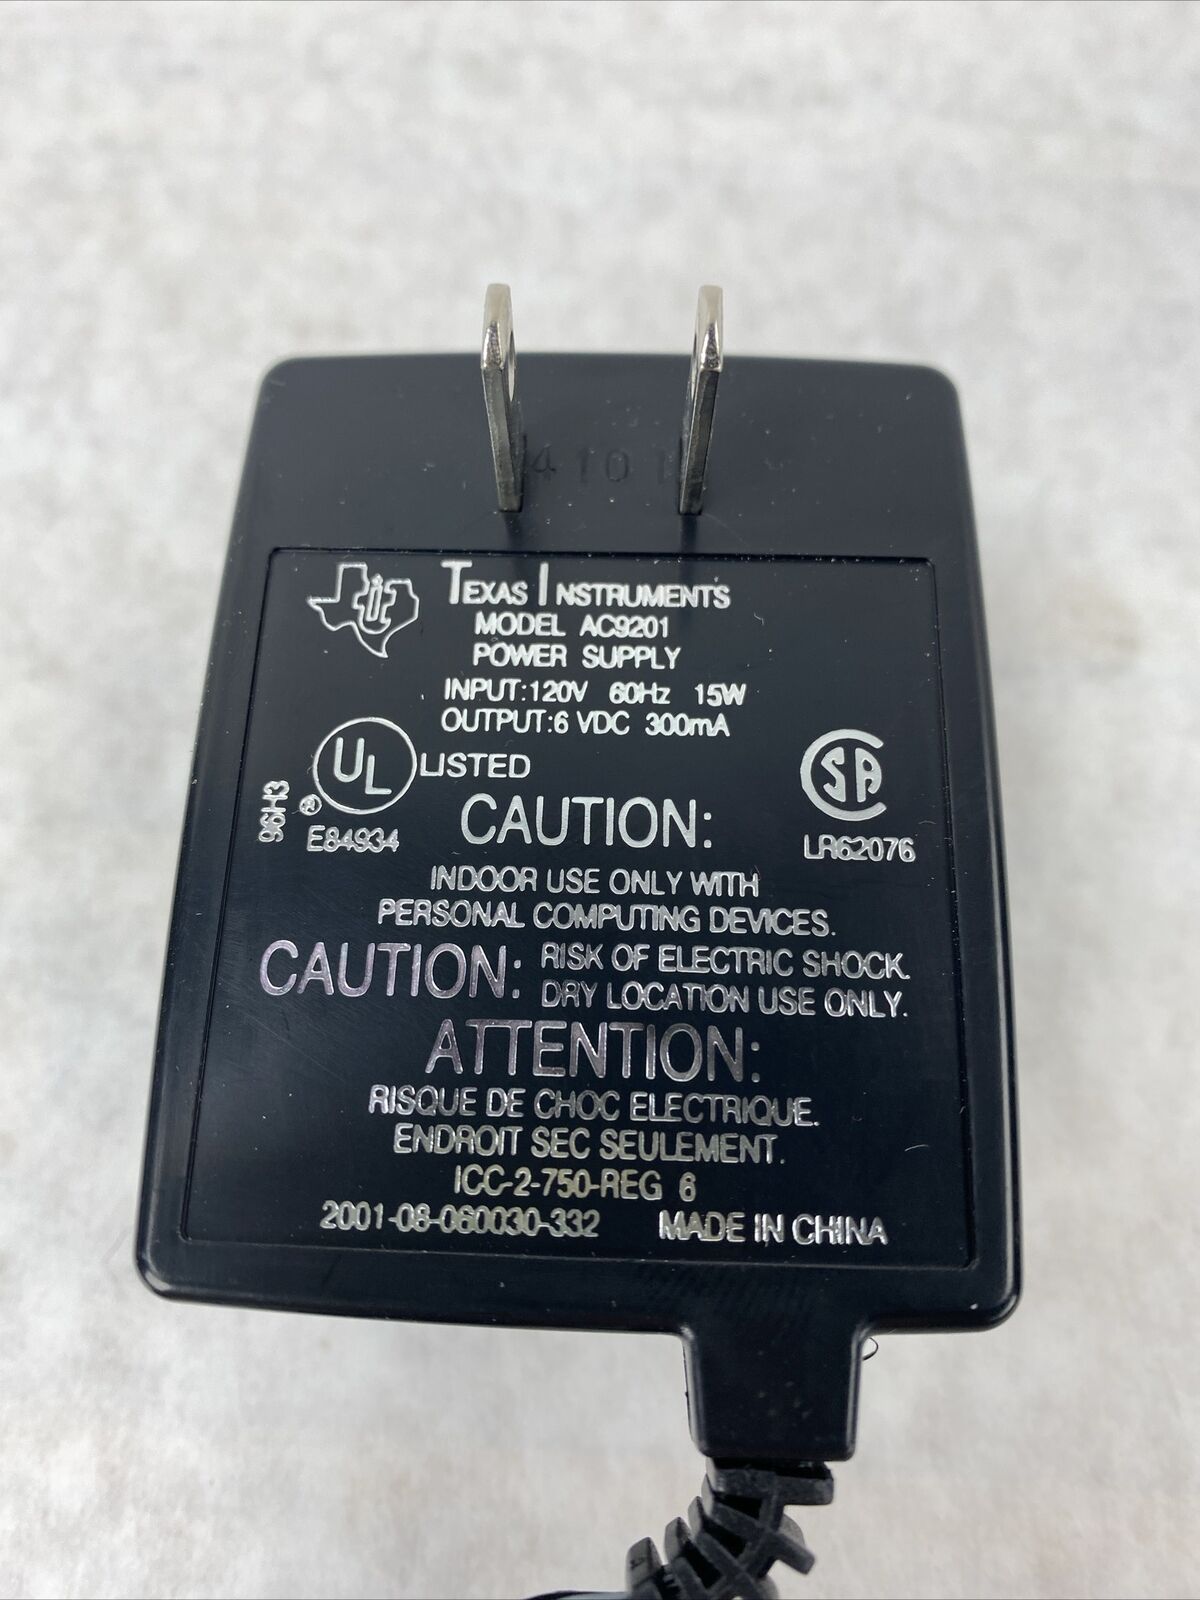 4101
TEXAS INSTRUMENTS
MODEL AC9201
POWER SUPPLY
INPUT:120V 60Hz 15W
OUTPUT:6 VDC 300mA
UL LISTED
SA
96H3
®
E84934
LR62076
CAUTION:
INDOOR USE ONLY WITH
PERSONAL COMPUTING DEVICES.
CAUTION: RISK OF ELECTRIC SHOCK.
DRY LOCATION USE ONLY.
ATTENTION:
RISQUE DE CHOC ELECTRIQUE.
ENDROIT SEC SEULEMENT.
ICC-2-750-REG 6
2001-08-060030-332 MADE IN CHINA